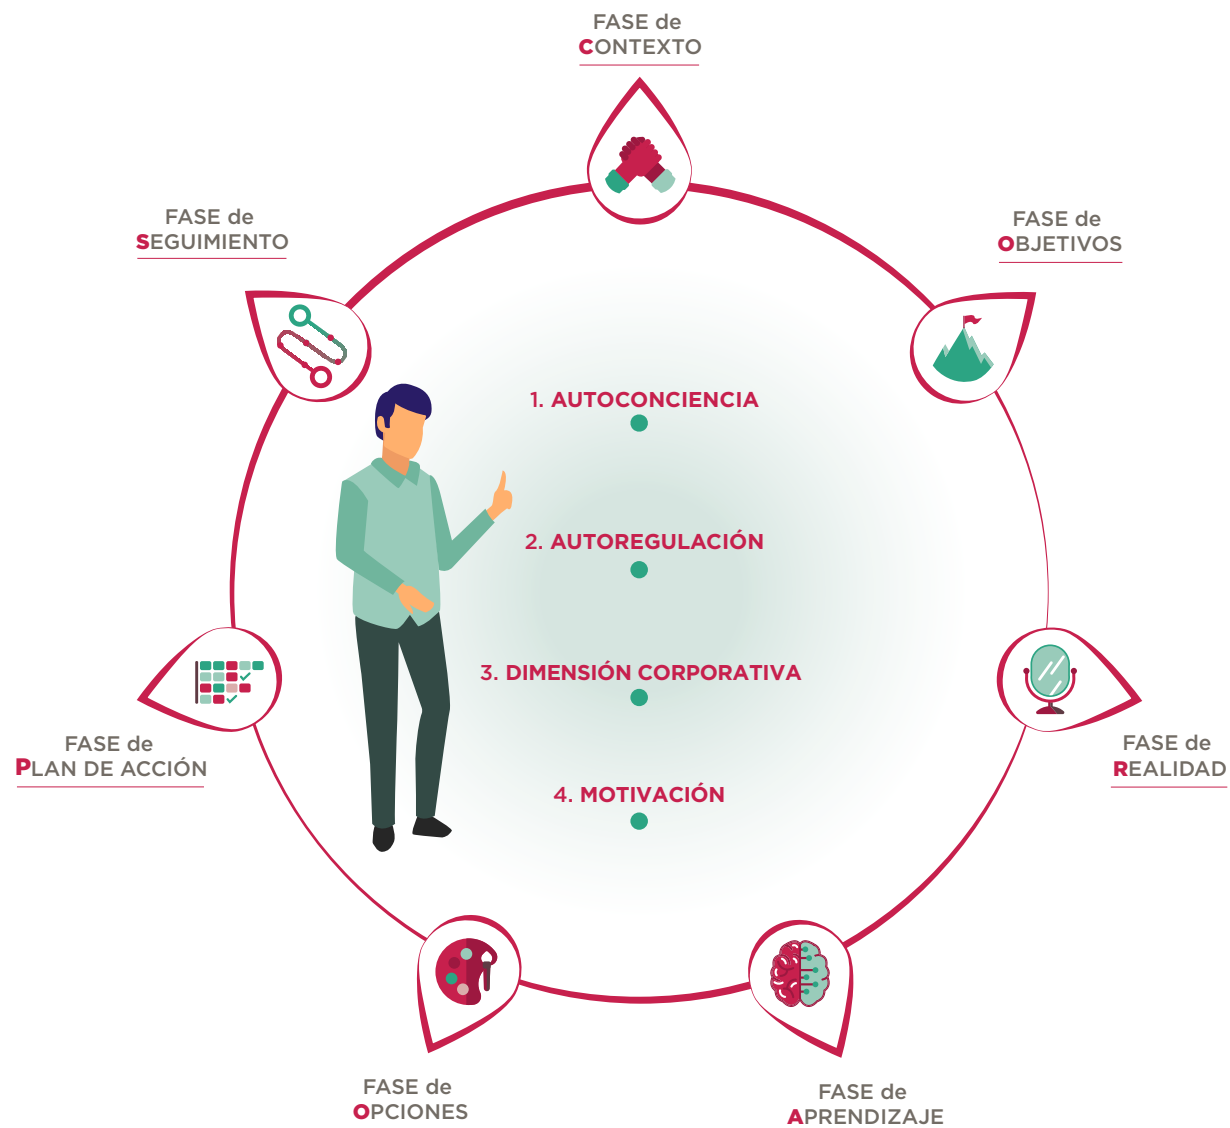 FASE de
CONTEXTO
FASE de
SEGUIMIENTO
FASE de
OBJETIVOS
1. AUTOCONCIENCIA
2. AUTOREGULACIÓN
3. DIMENSIÓN CORPORATIVA
4. MOTIVACIÓN
FASE de
PLAN DE ACCIÓN
FASE de
REALIDAD
FASE de
OPCIONES
FASE de
APRENDIZAJE